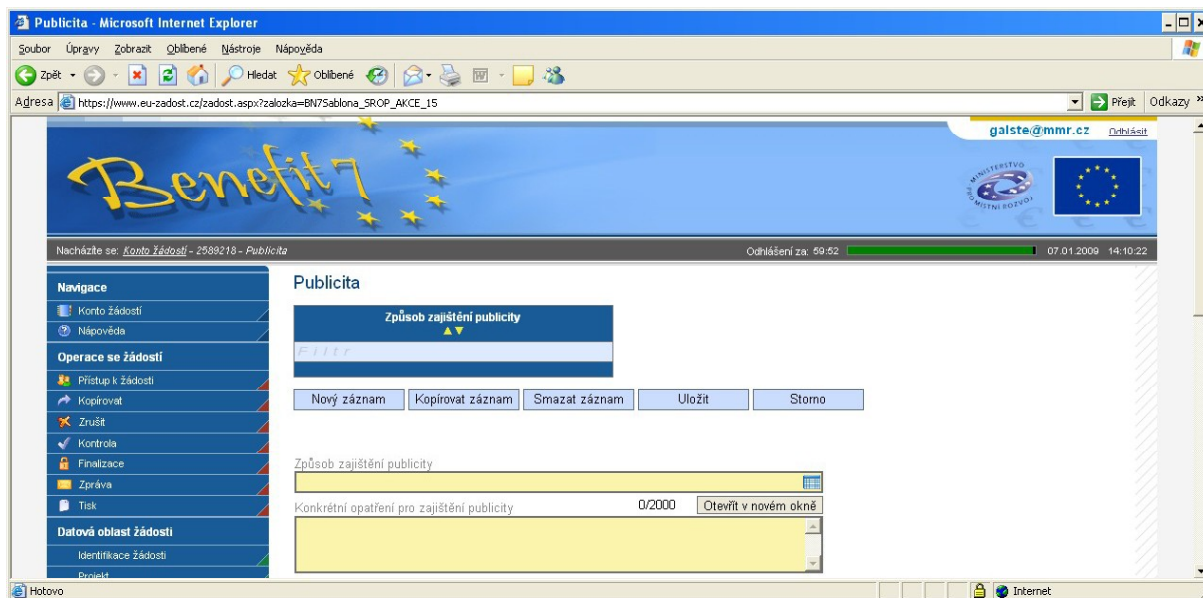 Publicita - Microsoft Internet Explorer
Soubor Úpravy Zobrazit Oblíbené Nástroje Nápověda
Zpět Hledat Oblíbené
Adresa https://www.eu-zadost.cz/zadost.aspx?zalozka=BN7Sablona_SROP_AKCE_15 Přejít Odkazy »
galste@mmr.cz Odhlásit
Benefit7
MINISTERSTVO
PRO MÍSTNÍ ROZVOJ
Nacházíte se: Konto žádostí - 2589218 - Publicita Odhlášení za: 59:52 07.01.2009 14:10:22
Navigace
Konto žádostí
Nápověda
Operace se žádostí
Přístup k žádosti
Kopírovat
Zrušit
Kontrola
Finalizace
Zpráva
Tisk
Datová oblast žádosti
Identifikace žádosti
Projekt
Publicita
Způsob zajištění publicity
Filtr
Nový záznam Kopírovat záznam Smazat záznam Uložit Storno
Způsob zajištění publicity
Konkrétní opatření pro zajištění publicity 0/2000 Otevřít v novém okně
Hotovo Internet